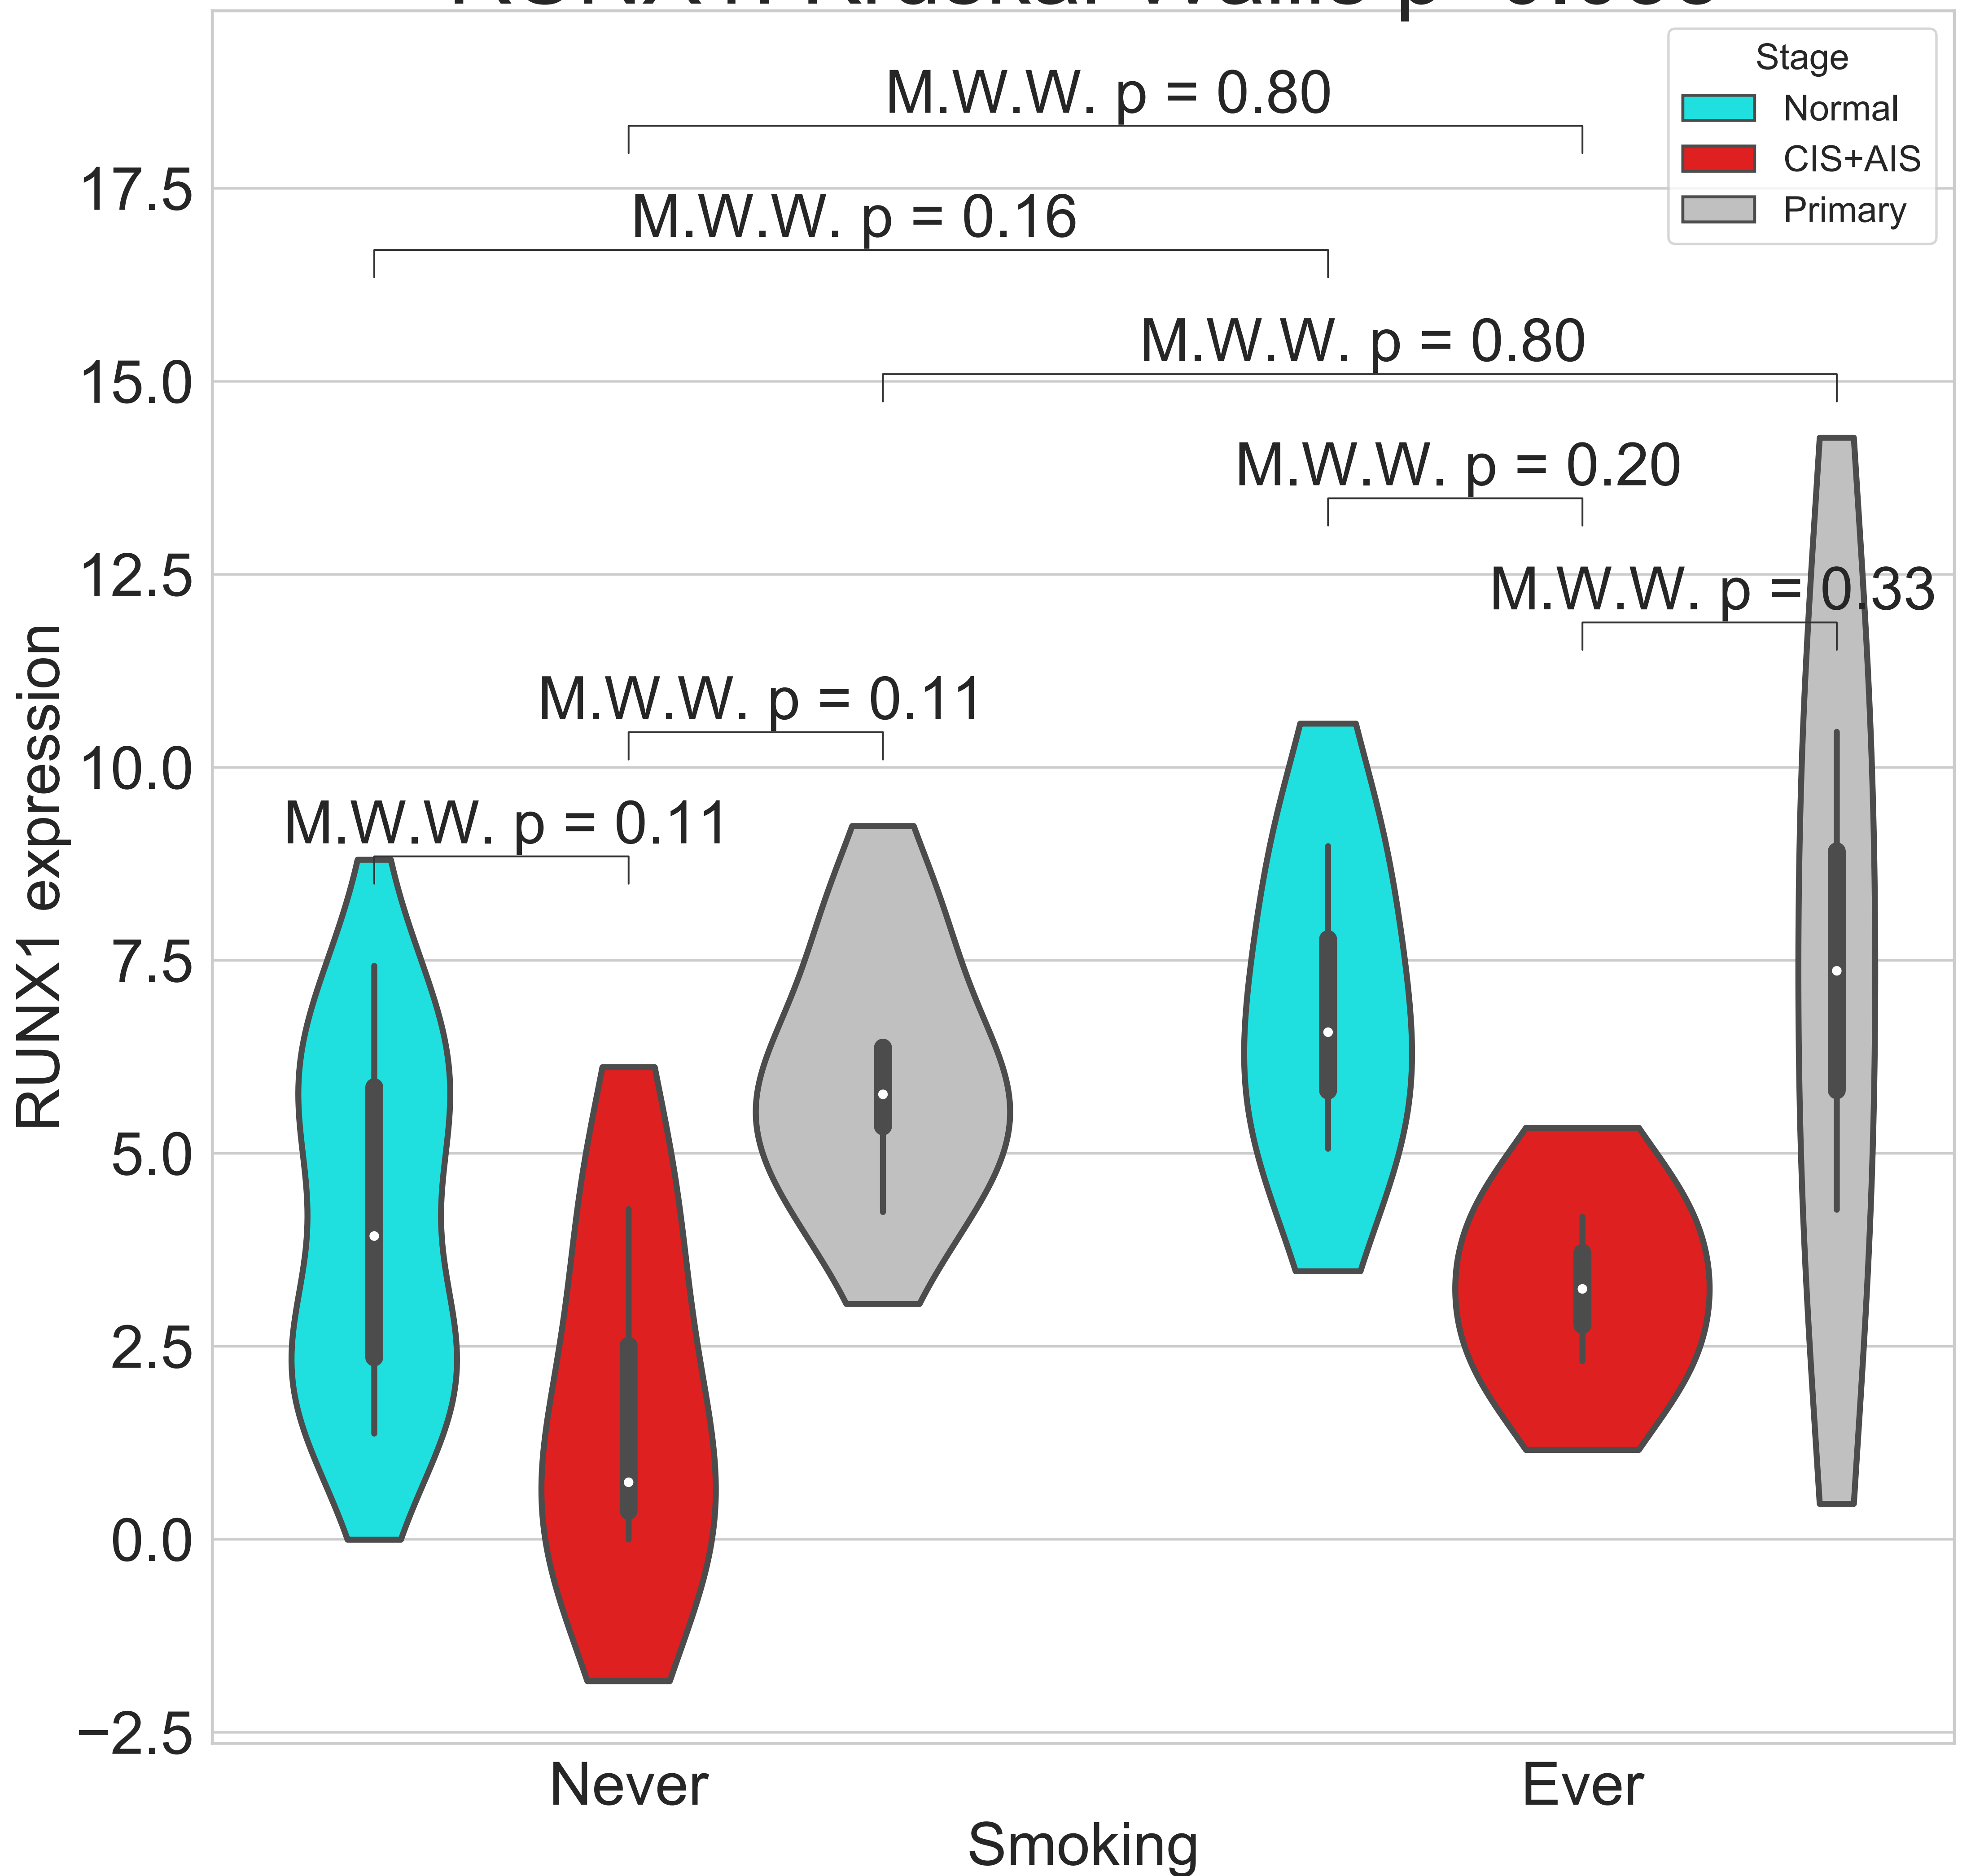 Stage
Normal
CIS+AIS
Primary
M.W.W. p = 0.80
M.W.W. p = 0.16
M.W.W. p = 0.80
M.W.W. p = 0.20
M.W.W. p = 0.33
M.W.W. p = 0.11
M.W.W. p = 0.11
RUNX1 expression
17.5
15.0
12.5
10.0
7.5
5.0
2.5
0.0
−2.5
Never
Ever
Smoking